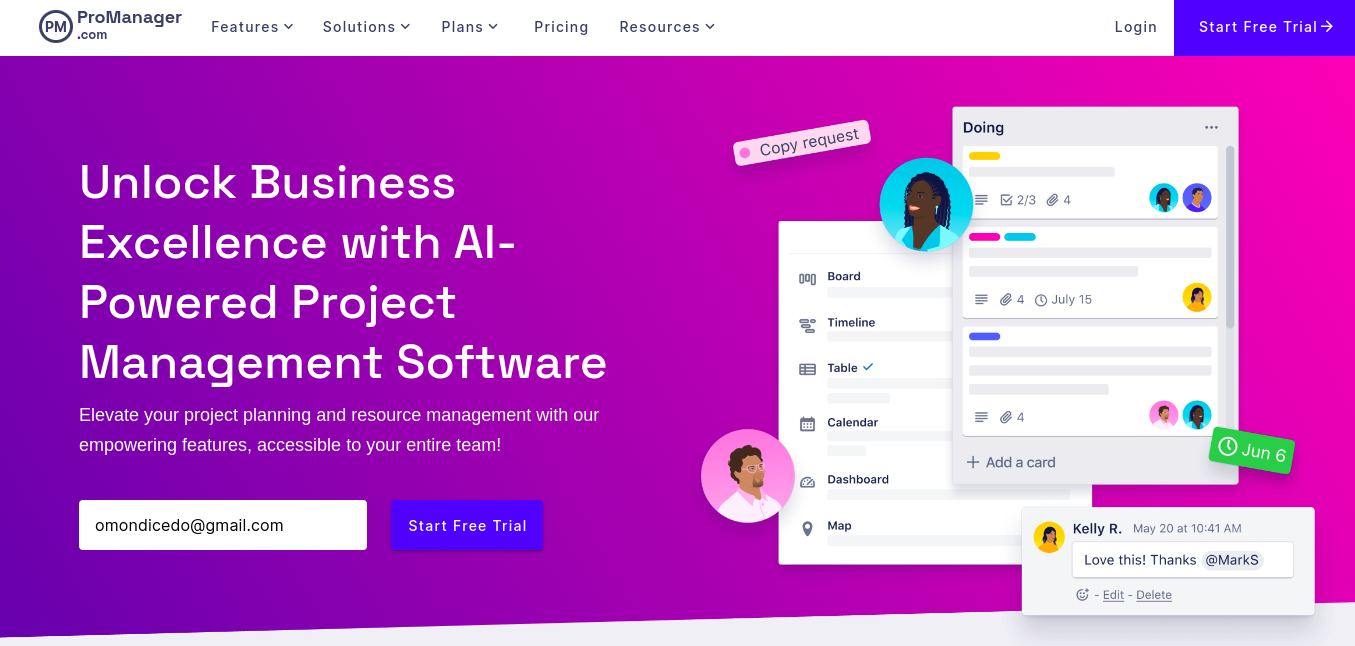 PM
ProManager
.com
Features
Solutions
Plans
Pricing
Resources
Login
Start Free Trial
Unlock Business
Excellence with AI-
Powered Project
Management Software
Elevate your project planning and resource management with our
empowering features, accessible to your entire team!
omondicedo@gmail.com
Start Free Trial
Copy request
Board
Timeline
Table
Calendar
Dashboard
Map
Doing
2/3 4
4 July 15
4
Add a card
Jun 6
Kelly R. May 20 at 10:41 AM
Love this! Thanks @MarkS
- Edit - Delete